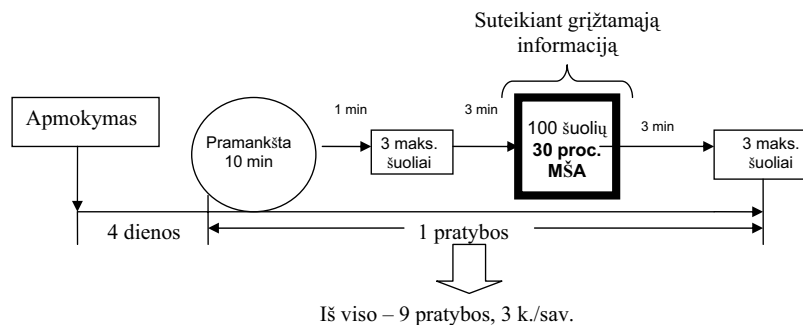 Suteikiant grįžtamąją
informaciją
Apmokymas
Pramankšta
10 min
1 min
3 maks.
šuoliai
3 min
100 šuolių
30 proc.
MŠA
3 min
3 maks.
šuoliai
4 dienos
1 pratybos
Iš viso – 9 pratybos, 3 k./sav.